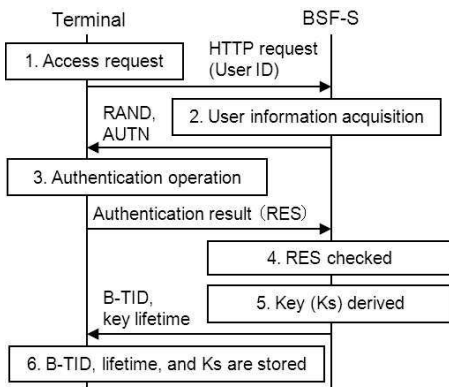 Terminal
BSF-S
1. Access request
HTTP request
(User ID)
RAND,
AUTN
2. User information acquisition
3. Authentication operation
Authentication result (RES)
4. RES checked
B-TID,
key lifetime
5. Key (Ks) derived
6. B-TID, lifetime, and Ks are stored